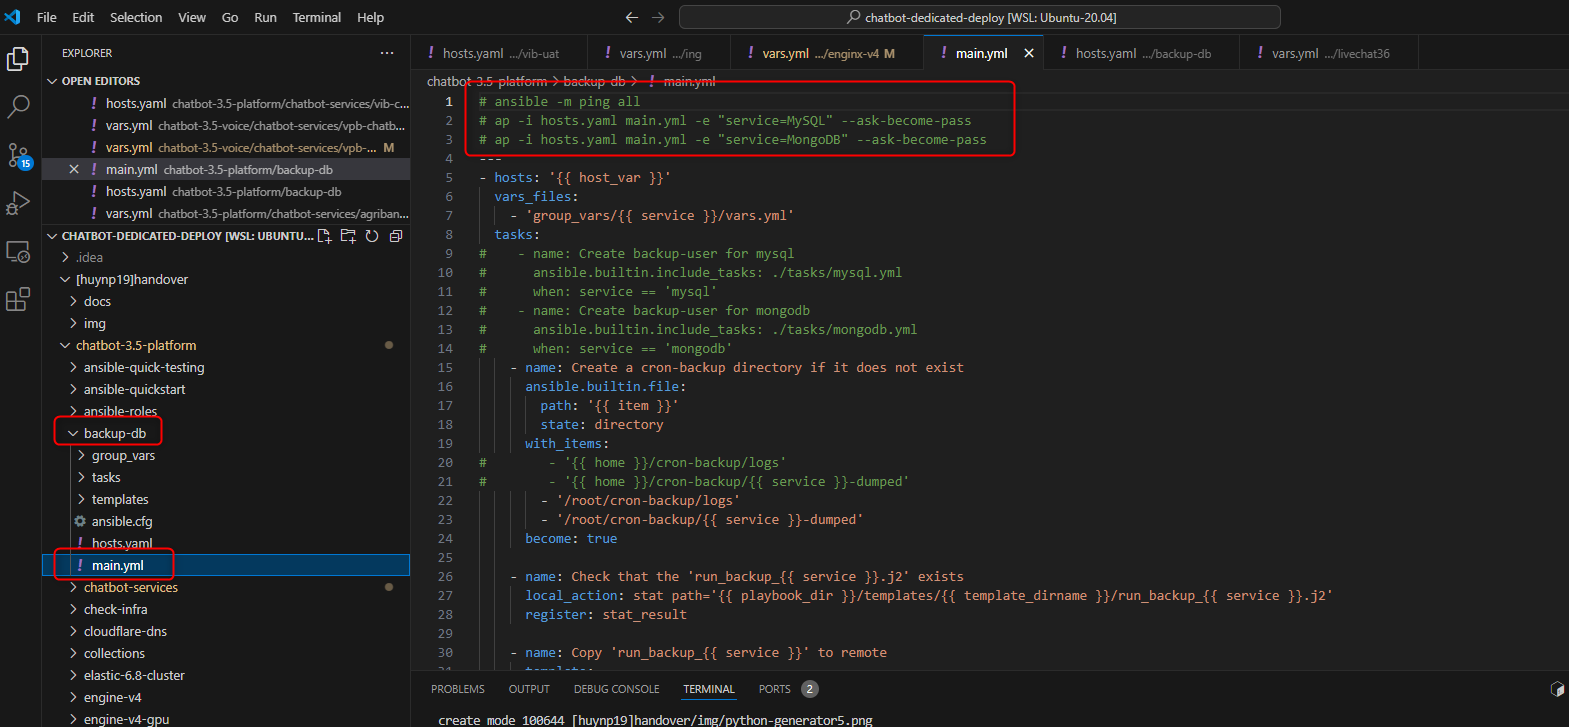 File Edit Selection View Go Run Terminal Help
chatbot-dedicated-deploy [WSL: Ubuntu-20.04]
EXPLORER
OPEN EDITORS
hosts.yaml chatbot-3.5-platform/chatbot-services/vib-c...
vars.yml chatbot-3.5-voice/chatbot-services/vpb-chatb...
vars.yml chatbot-3.5-voice/chatbot-services/vpb-... M
main.yml chatbot-3.5-platform/backup-db
hosts.yaml chatbot-3.5-platform/backup-db
vars.yml chatbot-3.5-platform/chatbot-services/agriban...
15
CHATBOT-DEDICATED-DEPLOY [WSL: UBUNTU...
.idea
[huynp19]handover
docs
img
chatbot-3.5-platform
ansible-quick-testing
ansible-quickstart
ansible-roles
backup-db
group_vars
tasks
templates
ansible.cfg
hosts.yaml
main.yml
chatbot-services
check-infra
cloudflare-dns
collections
elastic-6.8-cluster
engine-v4
engine-v4-gpu
hosts.yaml .../vib-uat
vars.yml .../ing
vars.yml .../enginx-v4 M
main.yml
hosts.yaml .../backup-db
vars.yml .../livechat36
chatbot-3.5-platform > backup-db > main.yml
1 # ansible -m ping all
2 # ap -i hosts.yaml main.yml -e "service=MySQL" --ask-become-pass
3 # ap -i hosts.yaml main.yml -e "service=MongoDB" --ask-become-pass
4 ---
5 - hosts: '{{ host_var }}'
6 vars_files:
7 - 'group_vars/{{ service }}/vars.yml'
8 tasks:
9 # - name: Create backup-user for mysql
10 # ansible.builtin.include_tasks: ./tasks/mysql.yml
11 # when: service == 'mysql'
12 # - name: Create backup-user for mongodb
13 # ansible.builtin.include_tasks: ./tasks/mongodb.yml
14 # when: service == 'mongodb'
15 - name: Create a cron-backup directory if it does not exist
16 ansible.builtin.file:
17 path: '{{ item }}'
18 state: directory
19 with_items:
20 # - '{{ home }}/cron-backup/logs'
21 # - '{{ home }}/cron-backup/{{ service }}-dumped'
22 - '/root/cron-backup/logs'
23 - '/root/cron-backup/{{ service }}-dumped'
24 become: true
25
26 - name: Check that the 'run_backup_{{ service }}.j2' exists
27 local_action: stat path='{{ playbook_dir }}/templates/{{ template_dirname }}/run_backup_{{ service }}.j2'
28 register: stat_result
29
30 - name: Copy 'run_backup_{{ service }}' to remote
31 template:
PROBLEMS OUTPUT DEBUG CONSOLE TERMINAL PORTS 2
create mode 100644 [huynp19]handover/img/python-generator5.png